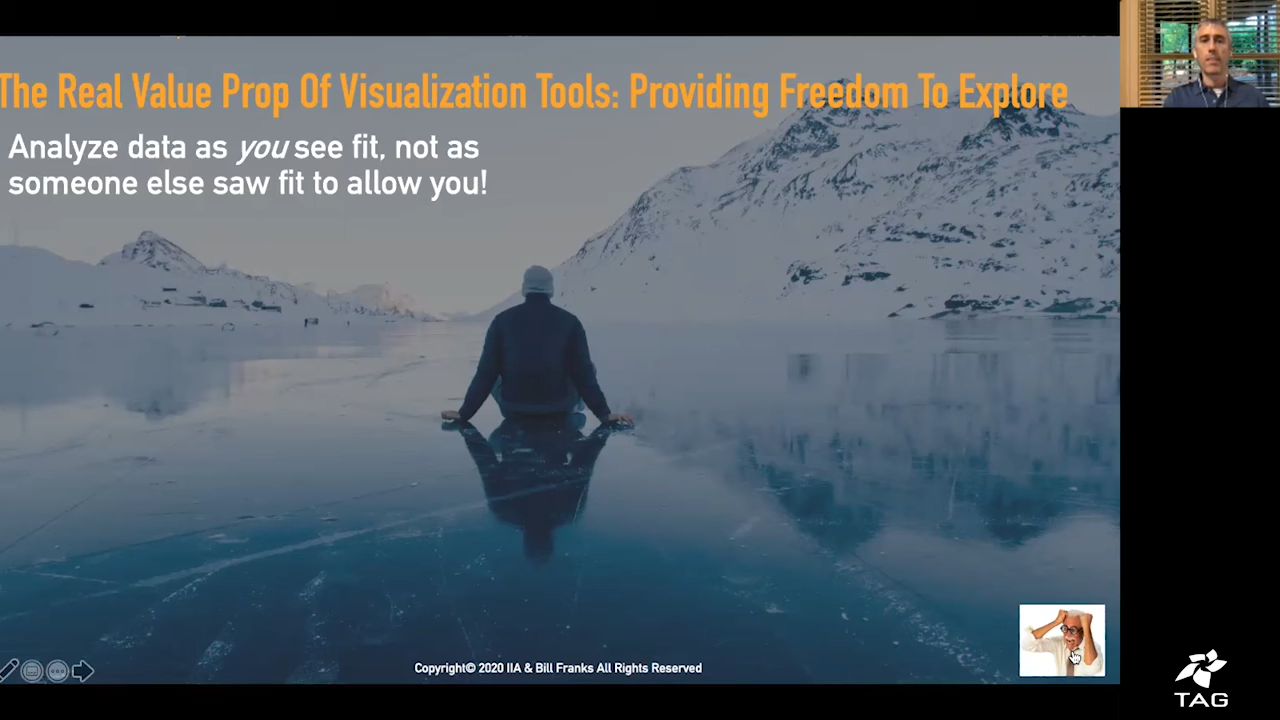 The Real Value Prop Of Visualization Tools: Providing Freedom To Explore
Analyze data as you see fit, not as
someone else saw fit to allow you!
Copyright© 2020 IIA & Bill Franks All Rights Reserved
TAG